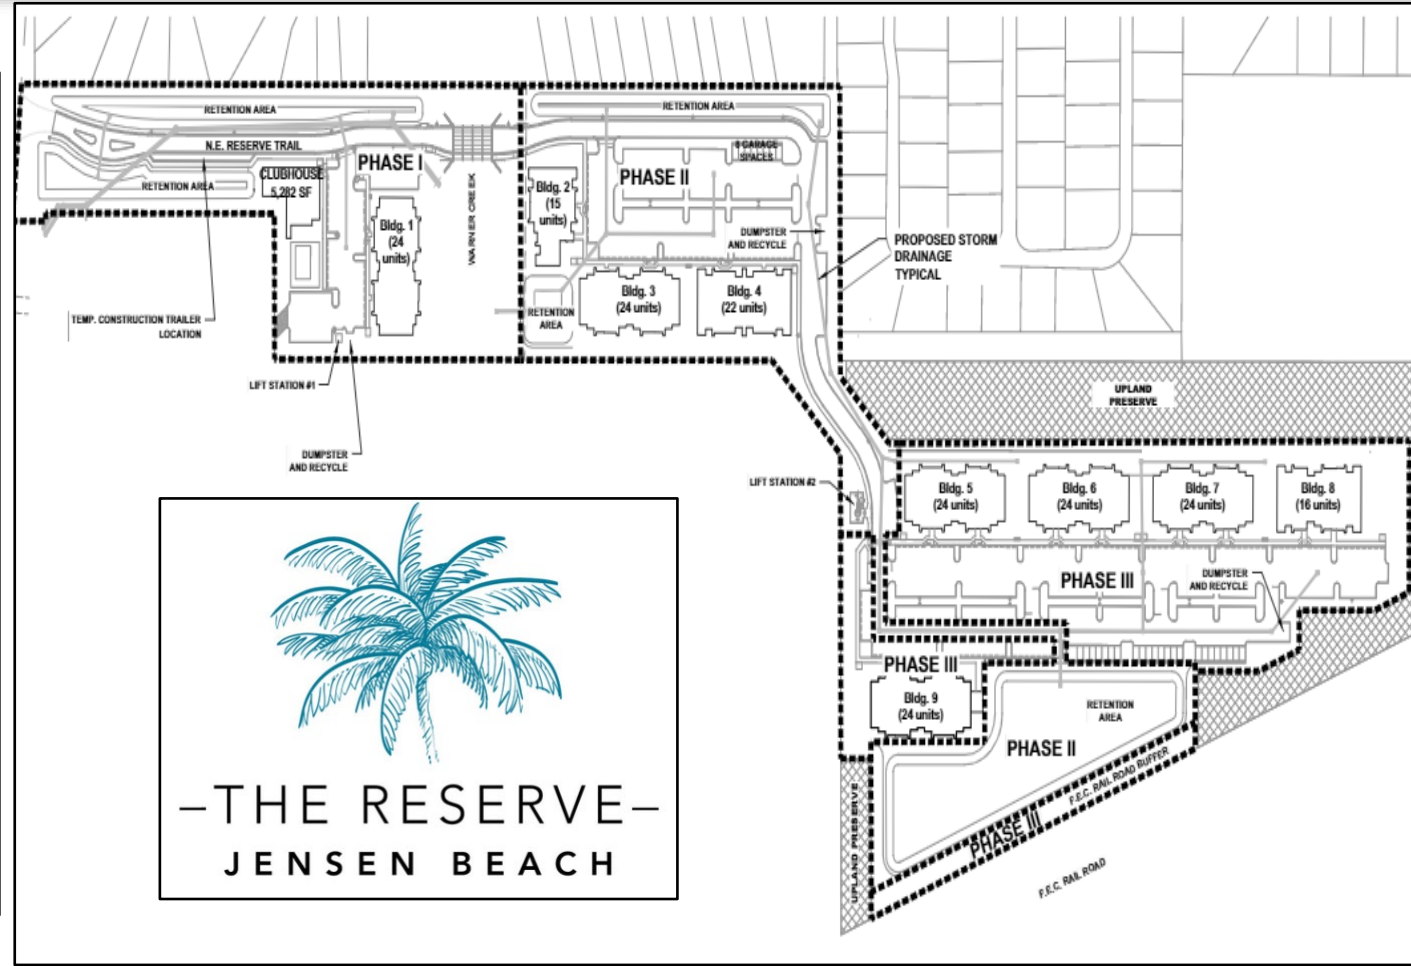 RETENTION AREA
N.E. RESERVE TRAIL
RETENTION AREA
CLUBHOUSE
5,282 SF
PHASE I
Bldg. 1
(24
units)
WARNER CREEK
TEMP. CONSTRUCTION TRAILER
LOCATION
LIFT STATION #1
DUMPSTER
AND RECYCLE
RETENTION AREA
8 GARAGE
SPACES
PHASE II
Bldg. 2
(15
units)
DUMPSTER
AND RECYCLE
RETENTION
AREA
Bldg. 3
(24 units)
Bldg. 4
(22 units)
PROPOSED STORM
DRAINAGE
TYPICAL
UPLAND
PRESERVE
LIFT STATION #2
Bldg. 5
(24 units)
Bldg. 6
(24 units)
Bldg. 7
(24 units)
Bldg. 8
(16 units)
PHASE III
DUMPSTER
AND RECYCLE
PHASE III
Bldg. 9
(24 units)
RETENTION
AREA
PHASE II
F.E.C. RAIL ROAD BUFFER
PHASE III
UPLAND PRESERVE
F.E.C. RAIL ROAD
–THE RESERVE–
JENSEN BEACH